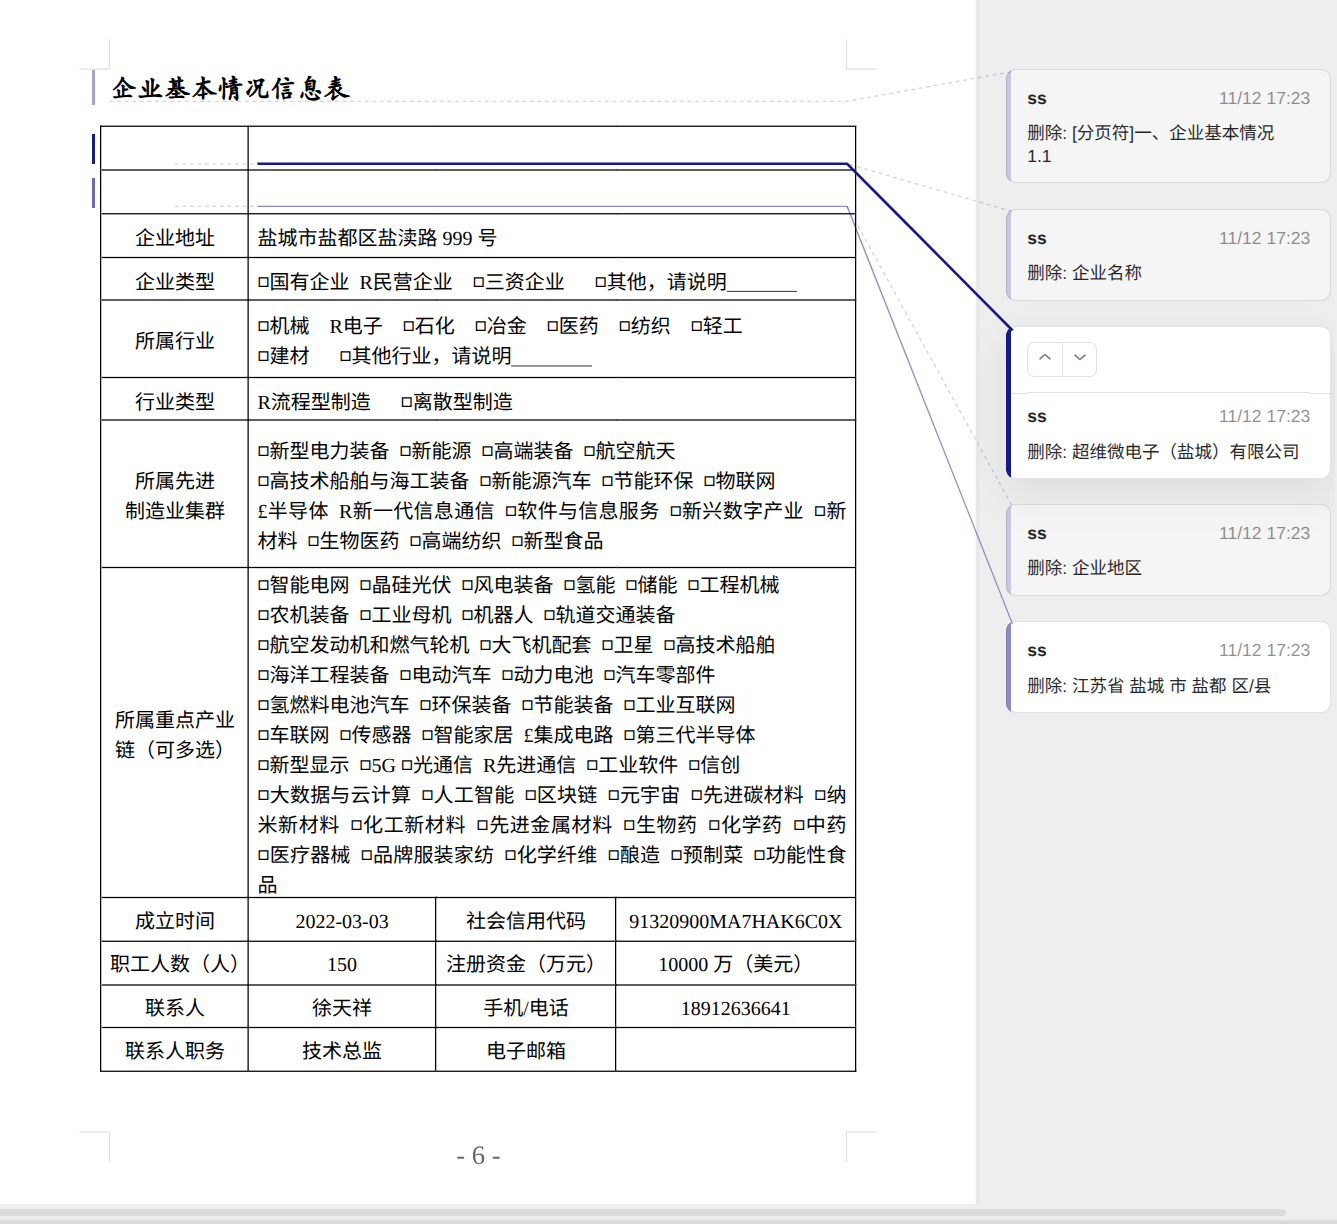 企业基本情况信息表
企业地址 盐城市盐都区盐渎路 999 号
企业类型 □国有企业 R民营企业 □三资企业 □其他，请说明_______
所属行业
□机械 R电子 □石化 □冶金 □医药 □纺织 □轻工
□建材 □其他行业，请说明________
行业类型 R流程型制造 □离散型制造
所属先进
制造业集群
□新型电力装备 □新能源 □高端装备 □航空航天
□高技术船舶与海工装备 □新能源汽车 □节能环保 □物联网
£半导体 R新一代信息通信 □软件与信息服务 □新兴数字产业 □新
材料 □生物医药 □高端纺织 □新型食品
所属重点产业
链（可多选）
□智能电网 □晶硅光伏 □风电装备 □氢能 □储能 □工程机械
□农机装备 □工业母机 □机器人 □轨道交通装备
□航空发动机和燃气轮机 □大飞机配套 □卫星 □高技术船舶
□海洋工程装备 □电动汽车 □动力电池 □汽车零部件
□氢燃料电池汽车 □环保装备 □节能装备 □工业互联网
□车联网 □传感器 □智能家居 £集成电路 □第三代半导体
□新型显示 □5G □光通信 R先进通信 □工业软件 □信创
□大数据与云计算 □人工智能 □区块链 □元宇宙 □先进碳材料 □纳
米新材料 □化工新材料 □先进金属材料 □生物药 □化学药 □中药
□医疗器械 □品牌服装家纺 □化学纤维 □酿造 □预制菜 □功能性食
品
成立时间 2022-03-03 社会信用代码 91320900MA7HAK6C0X
职工人数（人） 150 注册资金（万元） 10000 万（美元）
联系人 徐天祥 手机/电话 18912636641
联系人职务 技术总监 电子邮箱
- 6 -
ss 11/12 17:23
删除: [分页符]一、企业基本情况
1.1
ss 11/12 17:23
删除: 企业名称
ss 11/12 17:23
删除: 超维微电子（盐城）有限公司
ss 11/12 17:23
删除: 企业地区
ss 11/12 17:23
删除: 江苏省 盐城 市 盐都 区/县